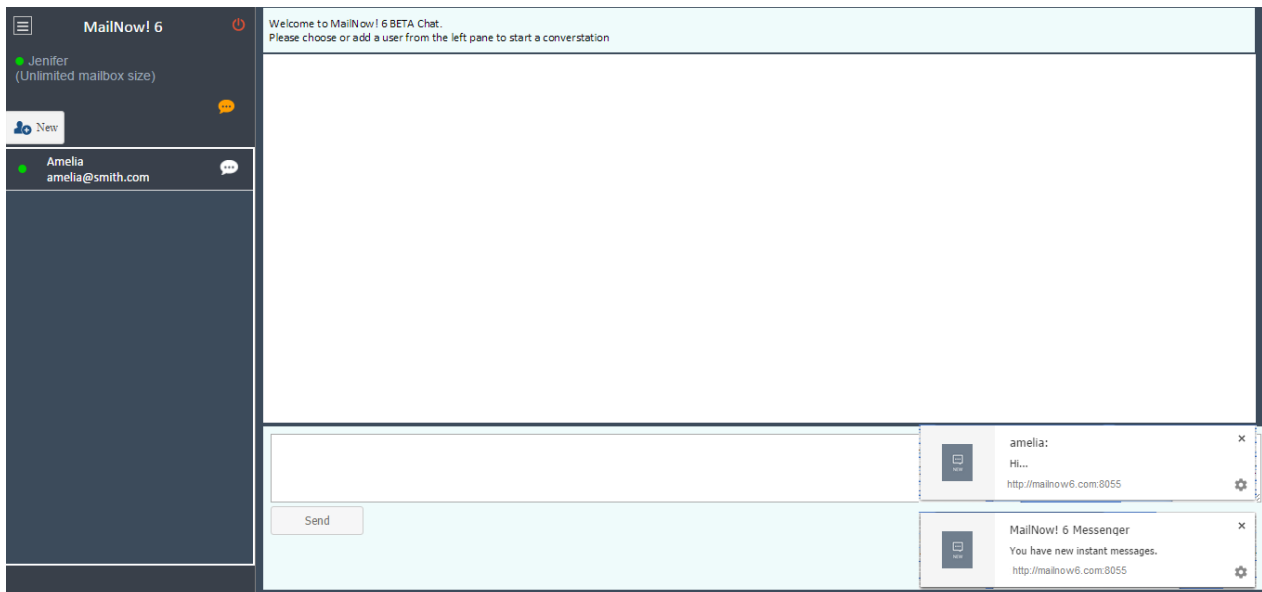 MailNow! 6
Jenifer
(Unlimited mailbox size)
New
Amelia
amelia@smith.com
Welcome to MailNow! 6 BETA Chat.
Please choose or add a user from the left pane to start a converstation
Send
amelia:
Hi...
http://mailnow6.com:8055
NEW
MailNow! 6 Messenger
You have new instant messages.
http://mailnow6.com:8055
NEW